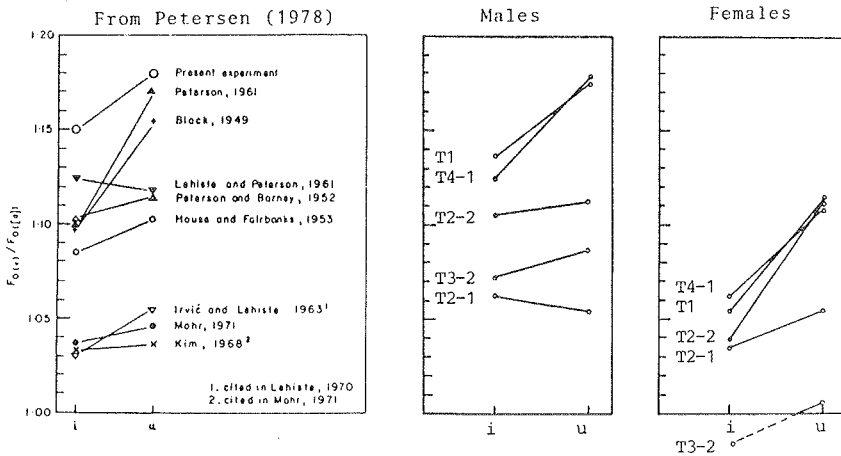 From Petersen (1978)
Males
Females
1·20
1·15
1·10
1·05
1·00
Present experiment
Peterson, 1961
Black, 1949
Lehiste and Peterson, 1961
Peterson and Barney, 1952
House and Fairbanks, 1953
Irvić and Lehiste 1963¹
Mohr, 1971
Kim, 1968²
1. cited in Lehiste, 1970
2. cited in Mohr, 1971
i
u
T1
T4-1
T2-2
T3-2
T2-1
i
u
T4-1
T1
T2-2
T2-1
i
u
T3-2